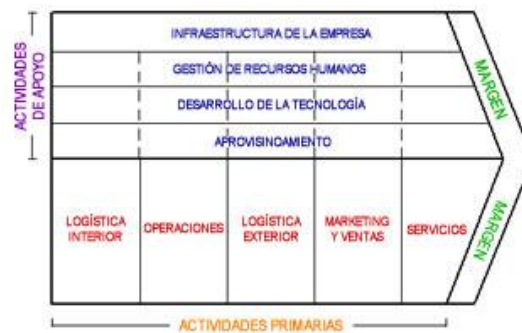 ACTIVIDADES
DE APOYO
INFRAESTRUCTURA DE LA EMPRESA
GESTIÓN DE RECURSOS HUMANOS
DESARROLLO DE LA TECNOLOGÍA
APROVISINOAMIENTO
MARGEN
LOGÍSTICA
INTERIOR
OPERACIONES
LOGÍSTICA
EXTERIOR
MARKETING
Y VENTAS
SERVICIOS
MARGEN
ACTIVIDADES PRIMARIAS